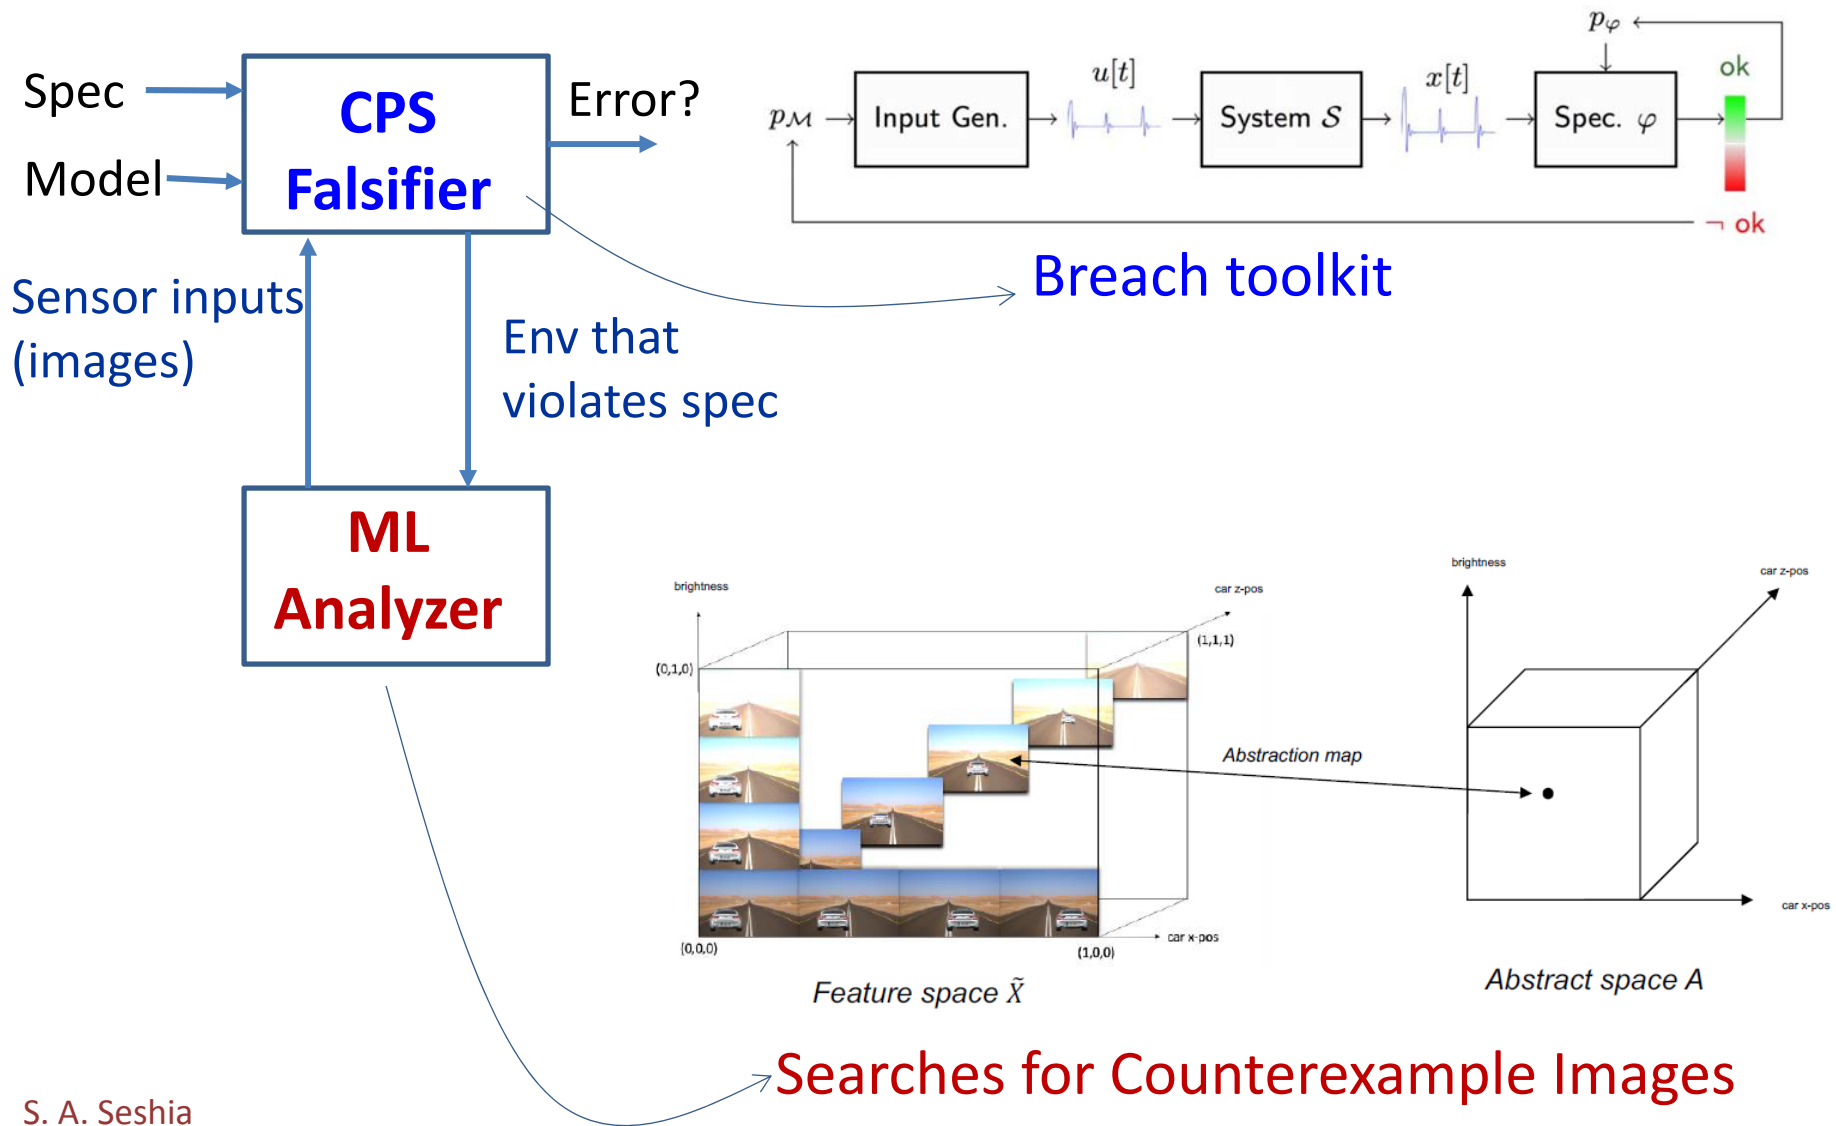 Spec
Model
CPS
Falsifier
Error?
Sensor inputs
(images)
Env that
violates spec
ML
Analyzer
p_φ
p_M
Input Gen.
u[t]
System 𝒮
x[t]
Spec. φ
ok
¬ ok
Breach toolkit
brightness
car z-pos
(0,1,0)
(1,1,1)
(0,0,0)
(1,0,0)
car x-pos
Feature space X̃
Abstraction map
brightness
car z-pos
car x-pos
Abstract space A
Searches for Counterexample Images
S. A. Seshia